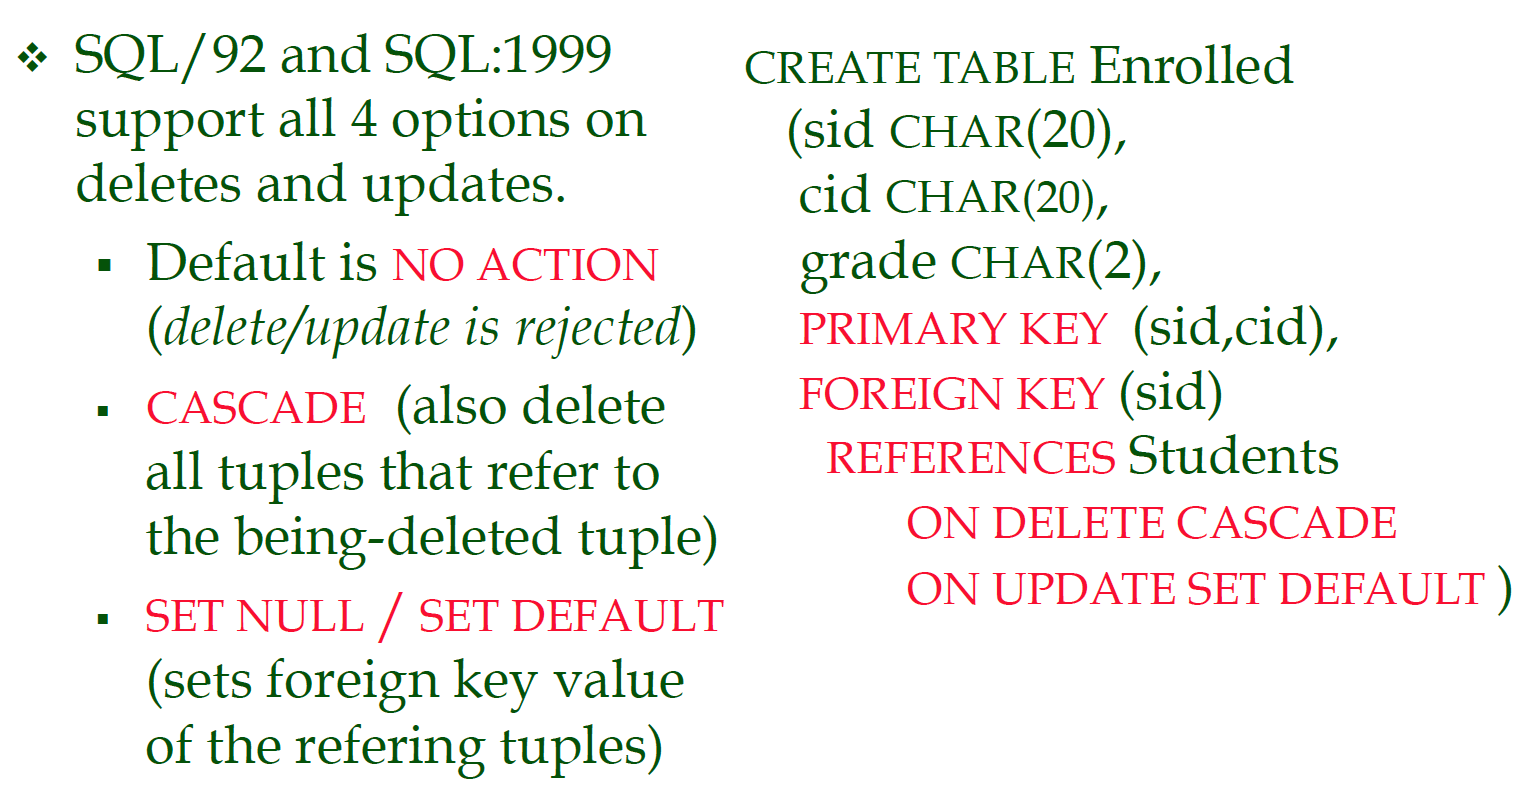 ❖ SQL/92 and SQL:1999
support all 4 options on
deletes and updates.
▪ Default is NO ACTION
(delete/update is rejected)
▪ CASCADE (also delete
all tuples that refer to
the being-deleted tuple)
▪ SET NULL / SET DEFAULT
(sets foreign key value
of the refering tuples)
CREATE TABLE Enrolled
(sid CHAR(20),
cid CHAR(20),
grade CHAR(2),
PRIMARY KEY (sid,cid),
FOREIGN KEY (sid)
REFERENCES Students
ON DELETE CASCADE
ON UPDATE SET DEFAULT )